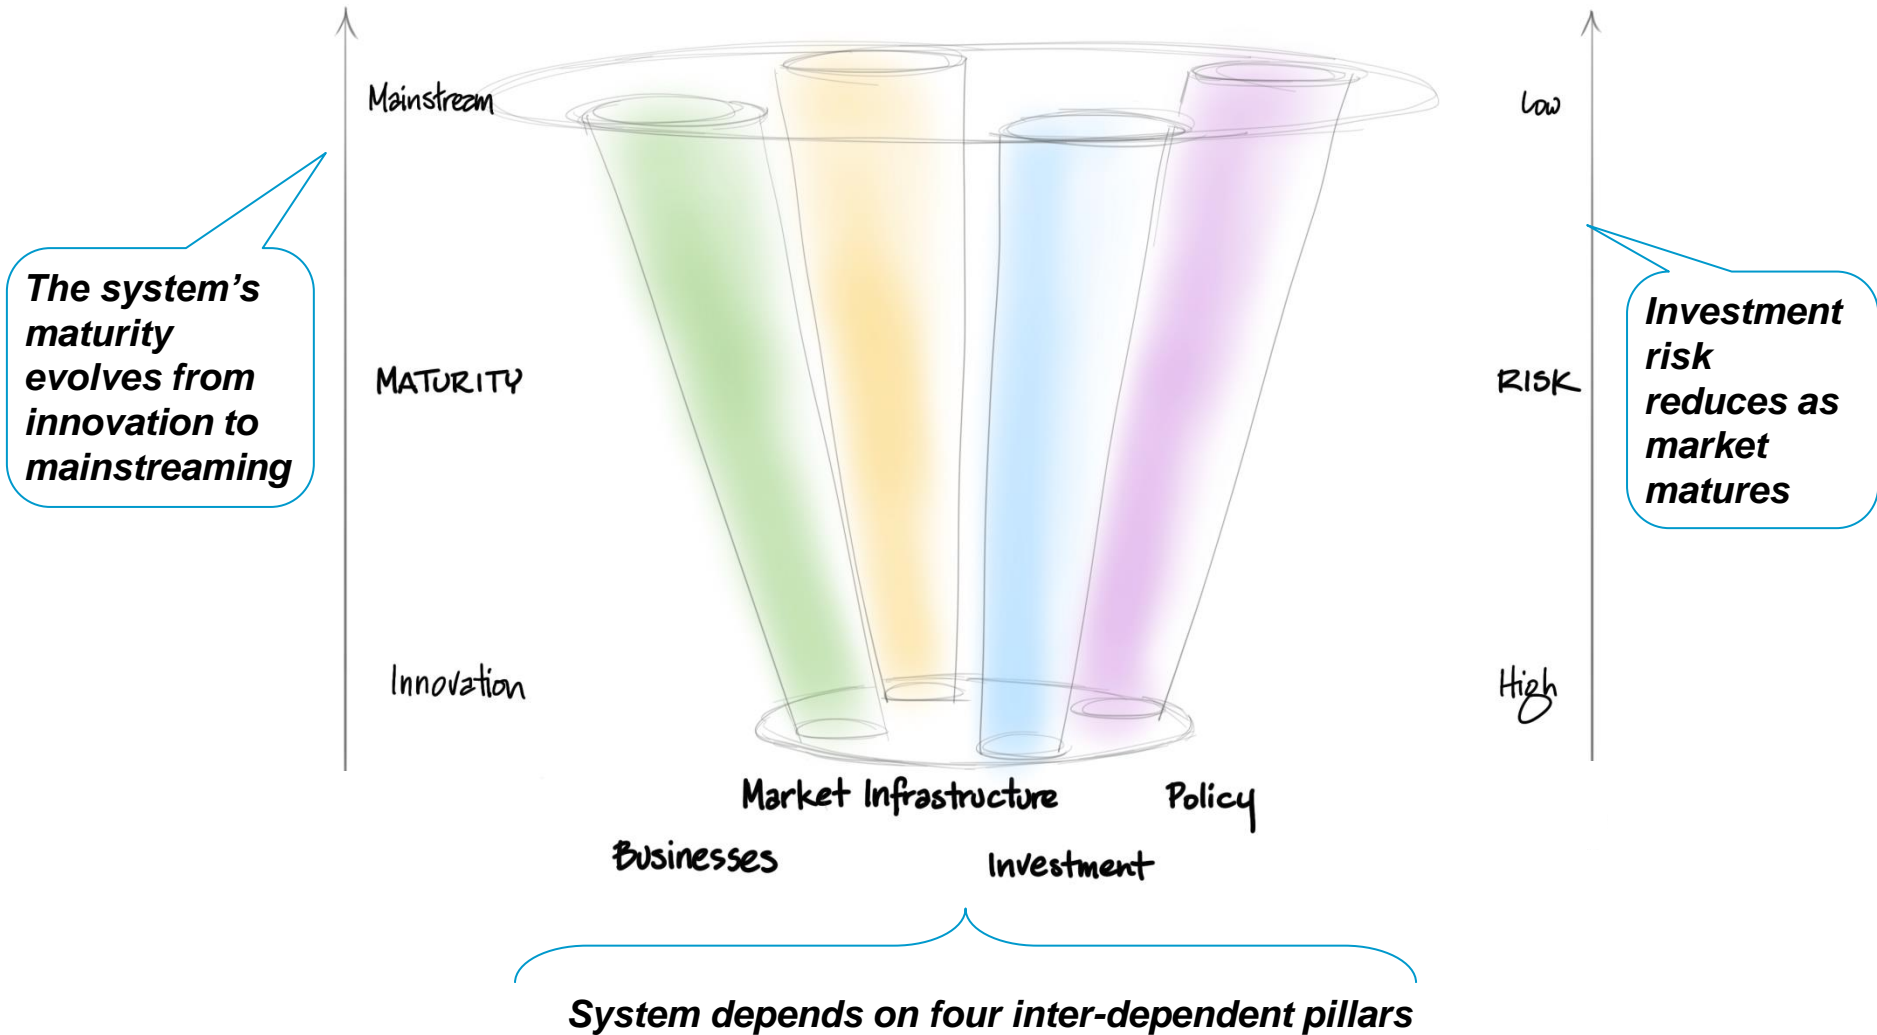 Mainstream
Low
The system’s
maturity
evolves from
innovation to
mainstreaming
MATURITY
RISK
Investment
risk
reduces as
market
matures
Innovation
High
Market Infrastructure
Policy
Businesses
Investment
System depends on four inter-dependent pillars